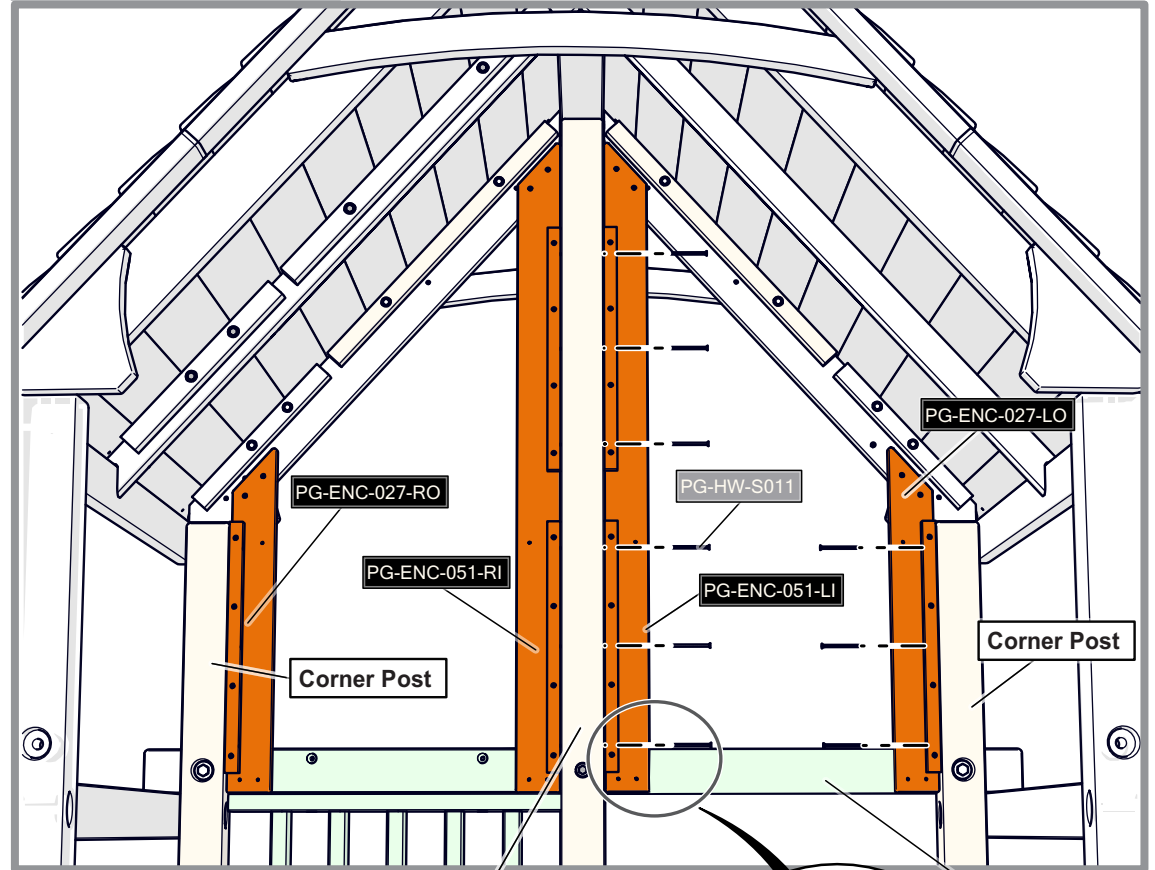 PG-ENC-027-LO
PG-HW-S011
PG-ENC-027-RO
PG-ENC-051-RI
PG-ENC-051-LI
Corner Post
Corner Post